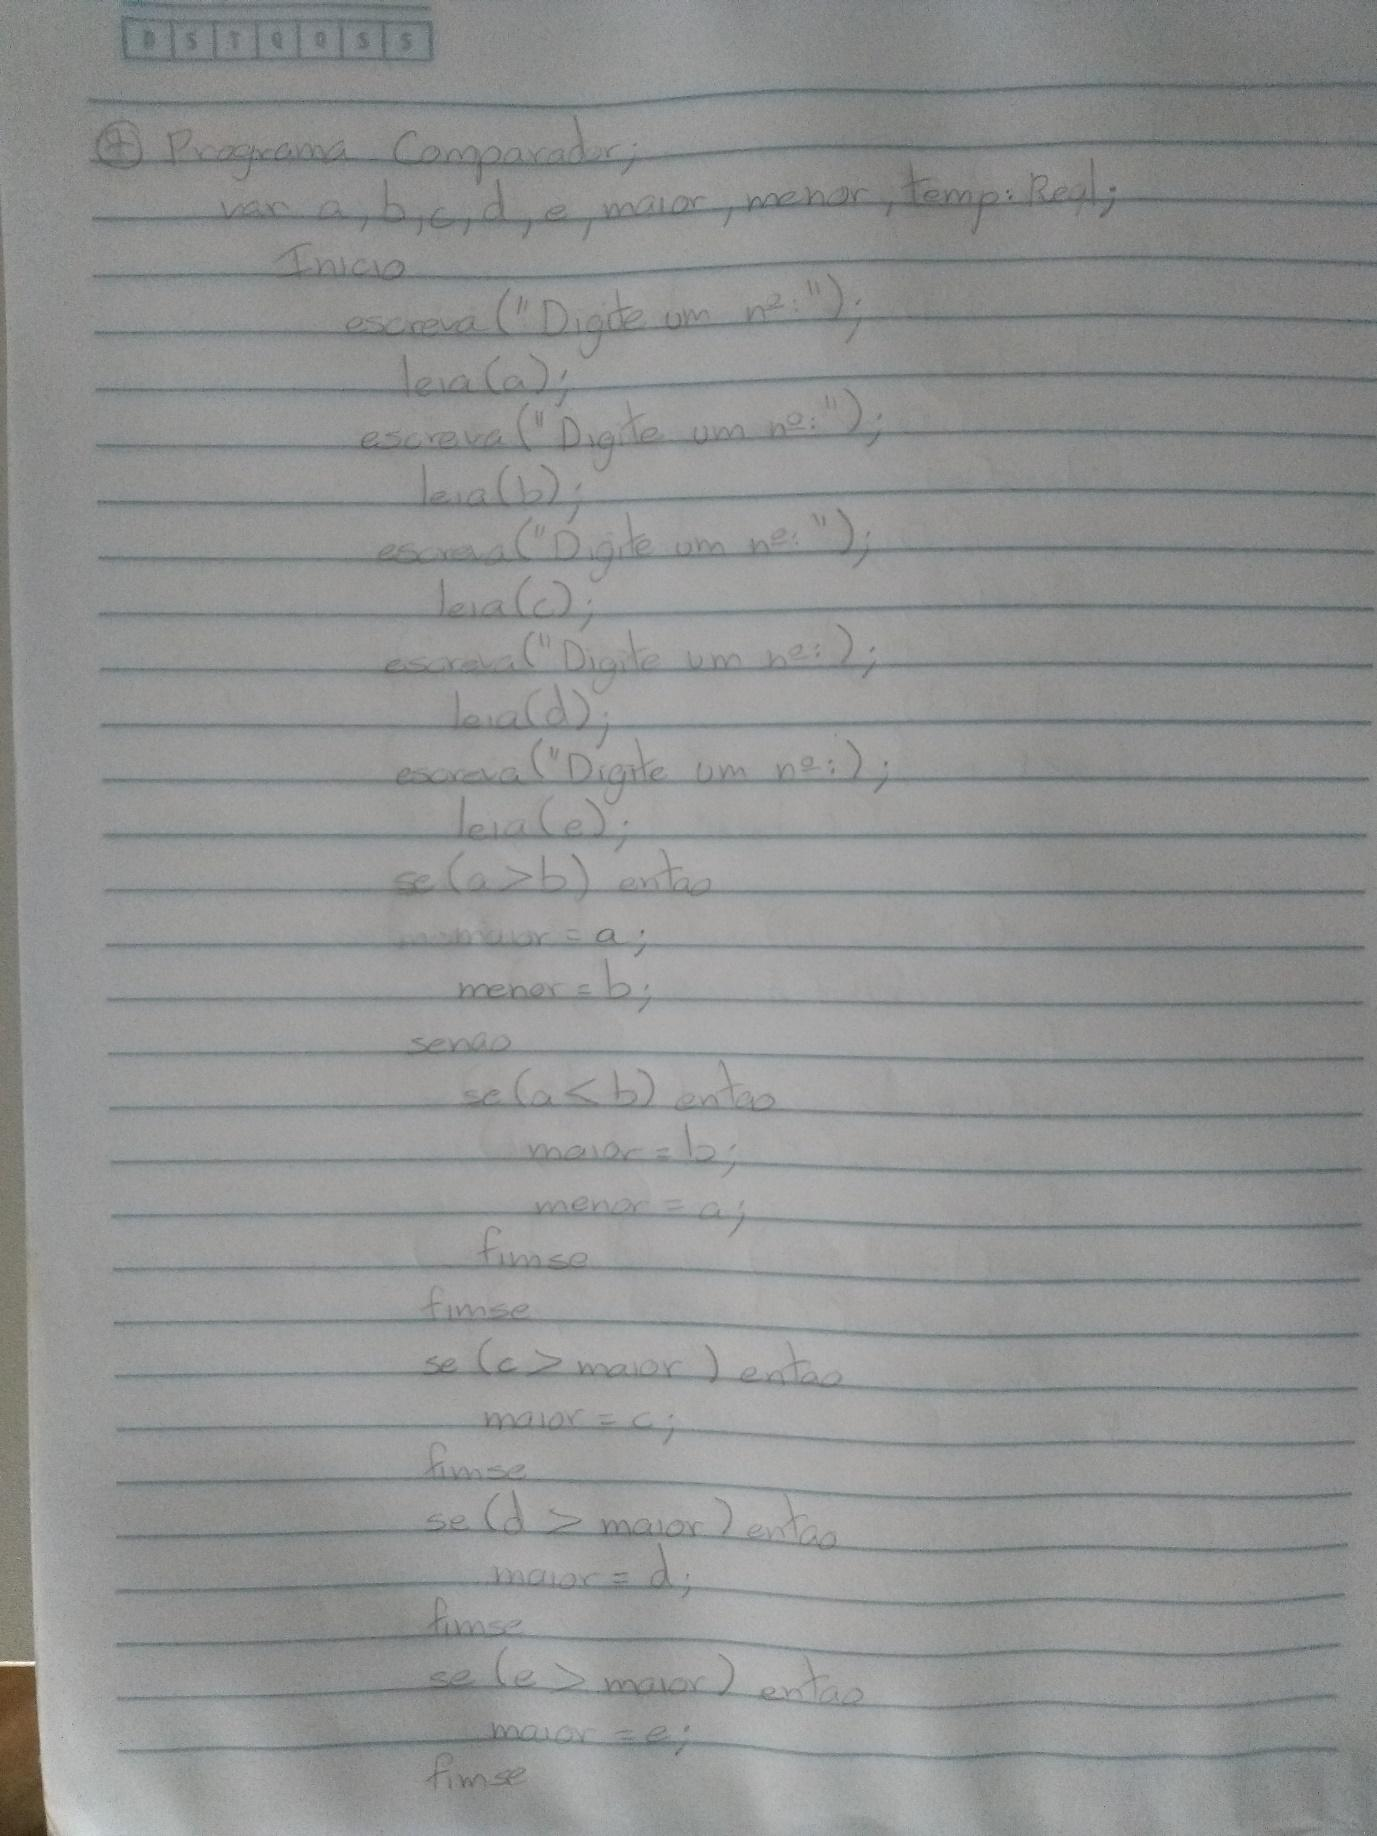 D S T Q Q S S
4 Programa Comparador;
var a, b, c, d, e, maior, menor, temp: Real;
Inicio
escreva ("Digite um nº:");
leia (a);
escreva ("Digite um nº:");
leia (b);
escreva ("Digite um nº:");
leia (c);
escreva ("Digite um nº:);
leia (d);
escreva ("Digite um nº:);
leia (e);
se (a > b) entao
maior = a;
menor = b;
senao
se (a < b) entao
maior = b;
menor = a;
fimse
fimse
se (c > maior) entao
maior = c;
fimse
se (d > maior) entao
maior = d;
fimse
se (e > maior) entao
maior = e;
fimse